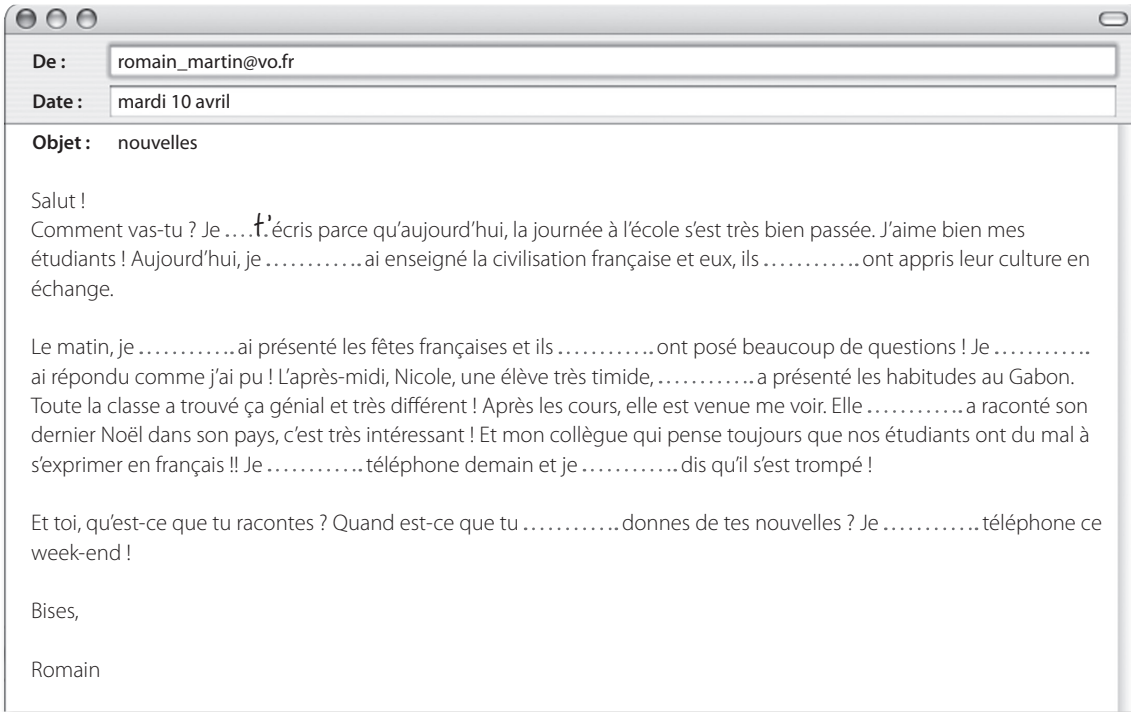 De : romain_martin@vo.fr
Date : mardi 10 avril
Objet : nouvelles
Salut !
Comment vas-tu ? Je ....t'écris parce qu'aujourd'hui, la journée à l'école s'est très bien passée. J'aime bien mes
étudiants ! Aujourd'hui, je ............ ai enseigné la civilisation française et eux, ils ............ ont appris leur culture en
échange.
Le matin, je ............ ai présenté les fêtes françaises et ils ............ ont posé beaucoup de questions ! Je ............
ai répondu comme j'ai pu ! L'après-midi, Nicole, une élève très timide, ............ a présenté les habitudes au Gabon.
Toute la classe a trouvé ça génial et très différent ! Après les cours, elle est venue me voir. Elle ............ a raconté son
dernier Noël dans son pays, c'est très intéressant ! Et mon collègue qui pense toujours que nos étudiants ont du mal à
s'exprimer en français !! Je ............ téléphone demain et je ............ dis qu'il s'est trompé !
Et toi, qu'est-ce que tu racontes ? Quand est-ce que tu ............ donnes de tes nouvelles ? Je ............ téléphone ce
week-end !
Bises,
Romain